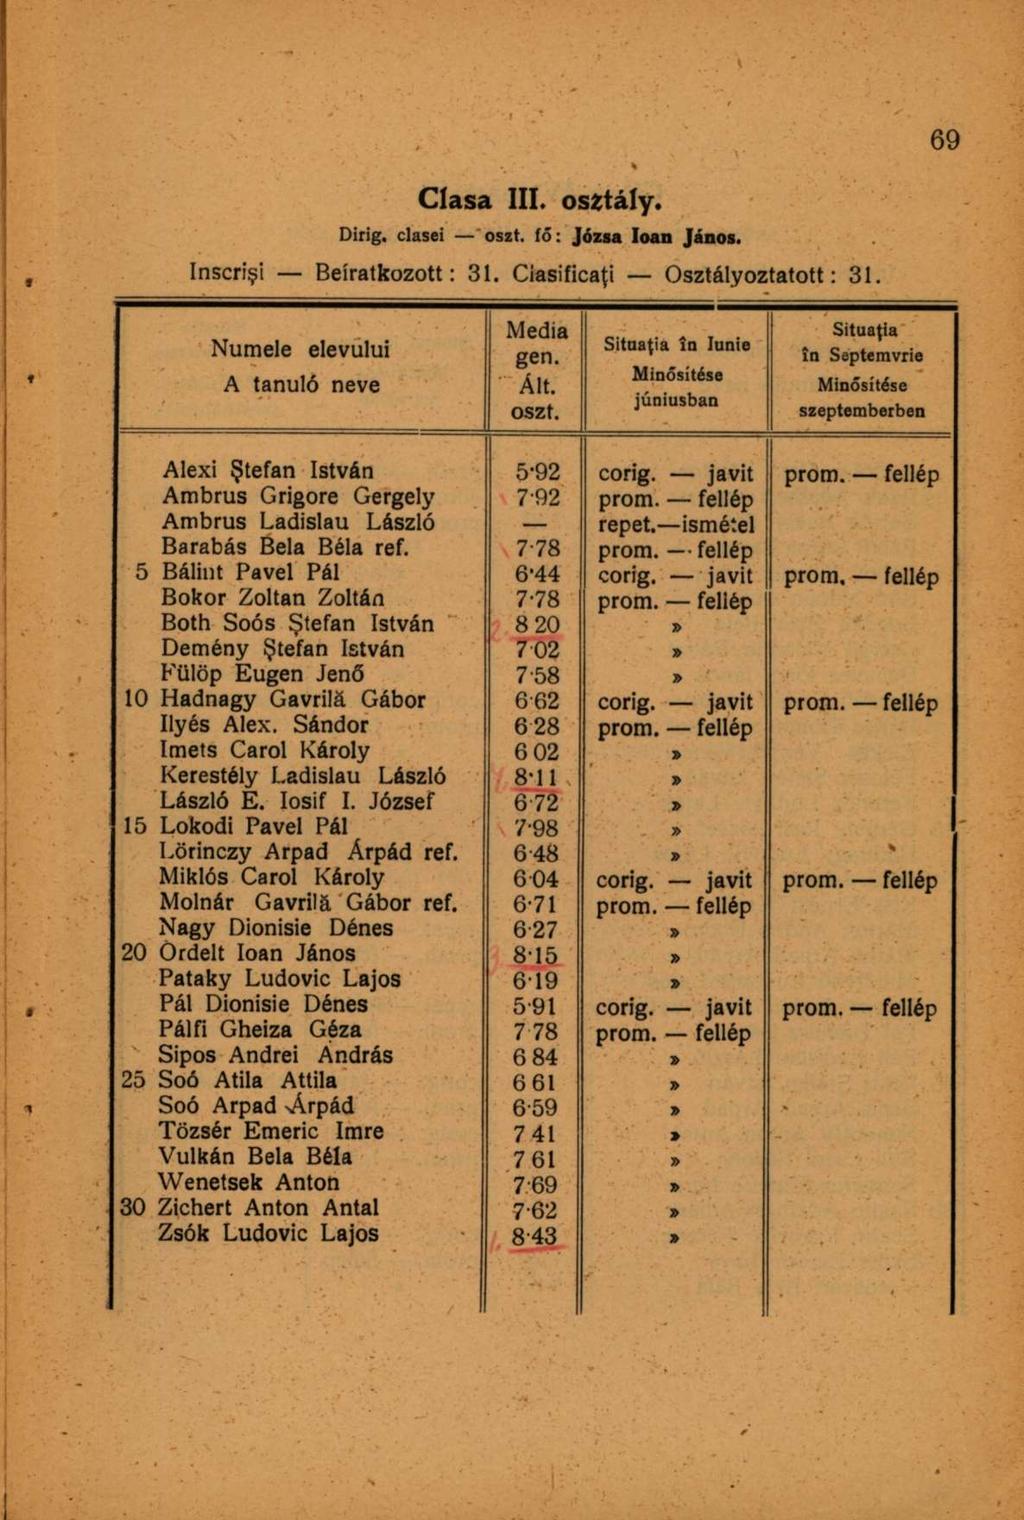 69
Clasa III. osztály.
Dirig. clasei — oszt. fő: Józsa Ioan János.
Inscrişi — Beíratkozott: 31. Clasificaţi — Osztályoztatott: 31.
Numele elevului
A tanuló neve
Media
gen.
Ált.
oszt.
Situaţia în Iunie
Minősítése
júniusban
Situaţia
în Septemvrie
Minősítése
szeptemberben
Alexi Ştefan István 5·92 corig. — javit prom. — fellép
Ambrus Grigore Gergely 7·92 prom. — fellép
Ambrus Ladislau László — repet.—ismétel
Barabás Bela Béla ref. 7·78 prom. — fellép
5 Bálint Pavel Pál 6·44 corig. — javit prom. — fellép
Bokor Zoltan Zoltán 7·78 prom. — fellép
Both Soós Ştefan István 8 20 »
Demény Ştefan István 7 02 »
Fülöp Eugen Jenő 7·58 »
10 Hadnagy Gavrilă Gábor 6 62 corig. — javit prom. — fellép
Ilyés Alex. Sándor 6 28 prom. — fellép
Imets Carol Károly 6 02 »
Kerestély Ladislau László 8·11 »
László E. Iosif I. József 6·72 »
15 Lokodi Pavel Pál 7·98 »
Lörinczy Arpad Árpád ref. 6·48 »
Miklós Carol Károly 6 04 corig. — javit prom. — fellép
Molnár Gavrilă Gábor ref. 6·71 prom. — fellép
Nagy Dionisie Dénes 6·27 »
20 Ordelt Ioan János 8·15 »
Pataky Ludovic Lajos 6·19 »
Pál Dionisie Dénes 5·91 corig. — javit prom. — fellép
Pálfi Gheiza Géza 7 78 prom. — fellép
Sipos Andrei András 6 84 »
25 Soó Atila Attila 6 61 »
Soó Arpad Árpád 6·59 »
Tözsér Emeric Imre 7 41 »
Vulkán Bela Béla 7 61 »
Wenetsek Anton 7·69 »
30 Zichert Anton Antal 7·62 »
Zsók Ludovic Lajos 8·43 »